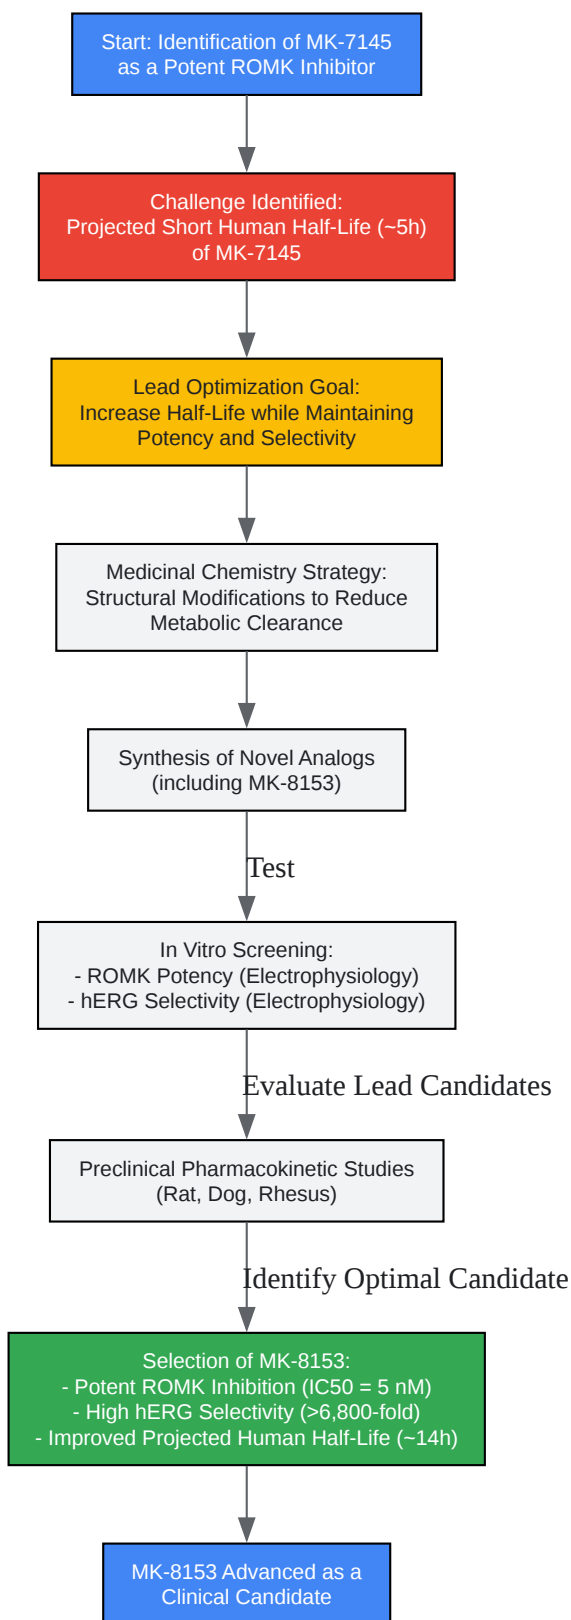 Start: Identification of MK-7145
as a Potent ROMK Inhibitor
Challenge Identified:
Projected Short Human Half-Life (~5h)
of MK-7145
Lead Optimization Goal:
Increase Half-Life while Maintaining
Potency and Selectivity
Medicinal Chemistry Strategy:
Structural Modifications to Reduce
Metabolic Clearance
Synthesis of Novel Analogs
(including MK-8153)
Test
In Vitro Screening:
- ROMK Potency (Electrophysiology)
- hERG Selectivity (Electrophysiology)
Evaluate Lead Candidates
Preclinical Pharmacokinetic Studies
(Rat, Dog, Rhesus)
Identify Optimal Candidate
Selection of MK-8153:
- Potent ROMK Inhibition (IC50 = 5 nM)
- High hERG Selectivity (>6,800-fold)
- Improved Projected Human Half-Life (~14h)
MK-8153 Advanced as a
Clinical Candidate